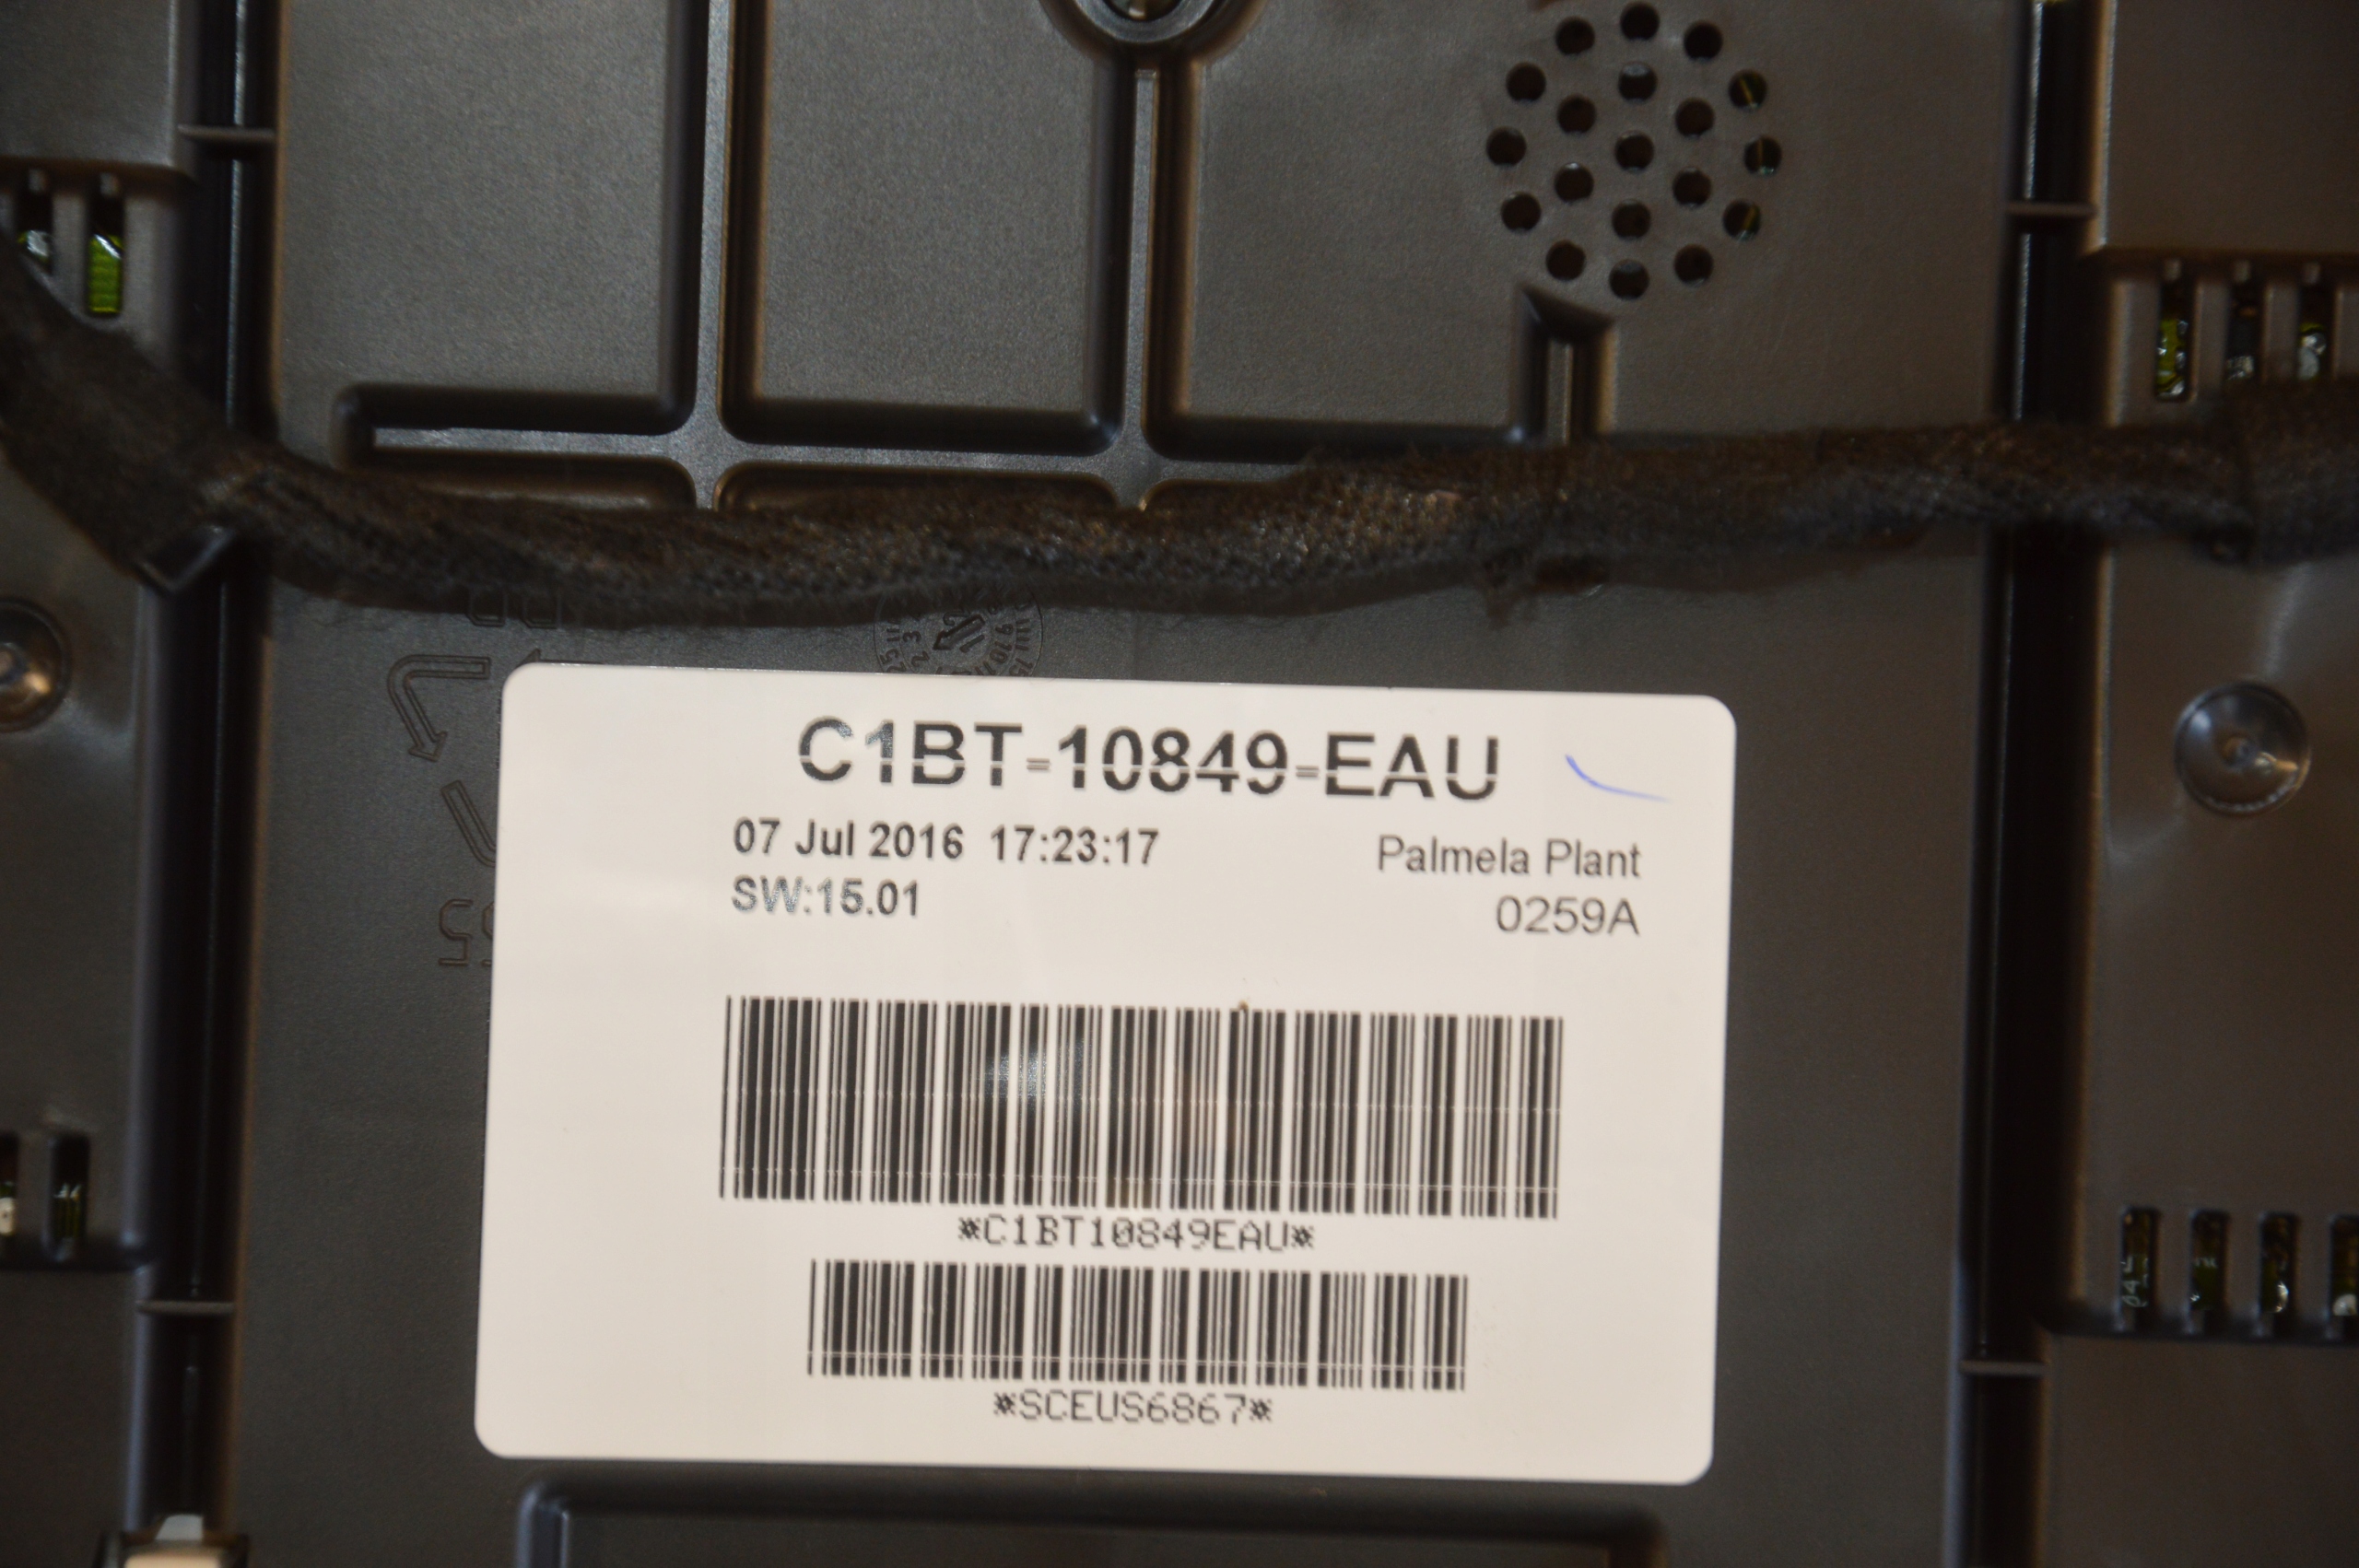 C1BT-10849-EAU
07 Jul 2016 17:23:17
Palmela Plant
SW:15.01
0259A
*C1BT10849EAU*
*SCEUS6867*